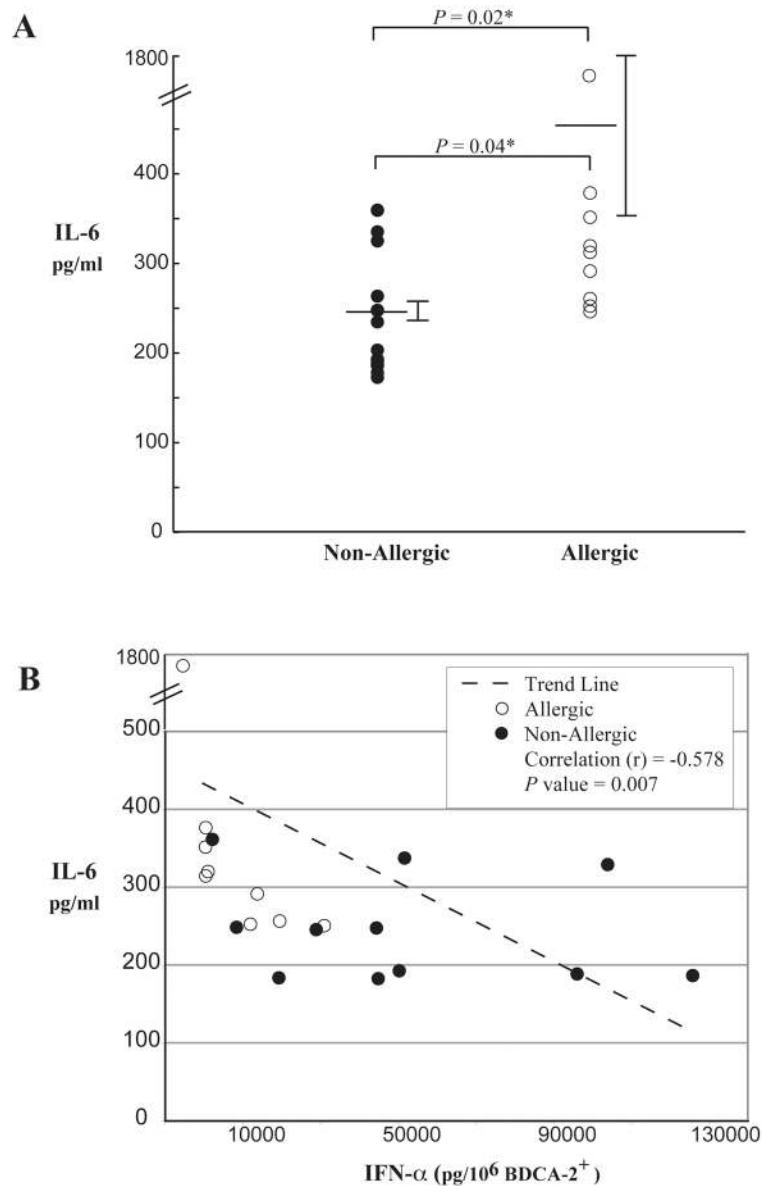 A
P = 0.02*
1800
P = 0.04*
400
IL-6
pg/ml
300
200
100
0
Non-Allergic
Allergic
B
1800
Trend Line
Allergic
Non-Allergic
Correlation (r) = -0.578
P value = 0.007
500
400
IL-6
pg/ml
300
200
100
0
10000 50000 90000 130000
IFN-α (pg/10⁶ BDCA-2⁺)